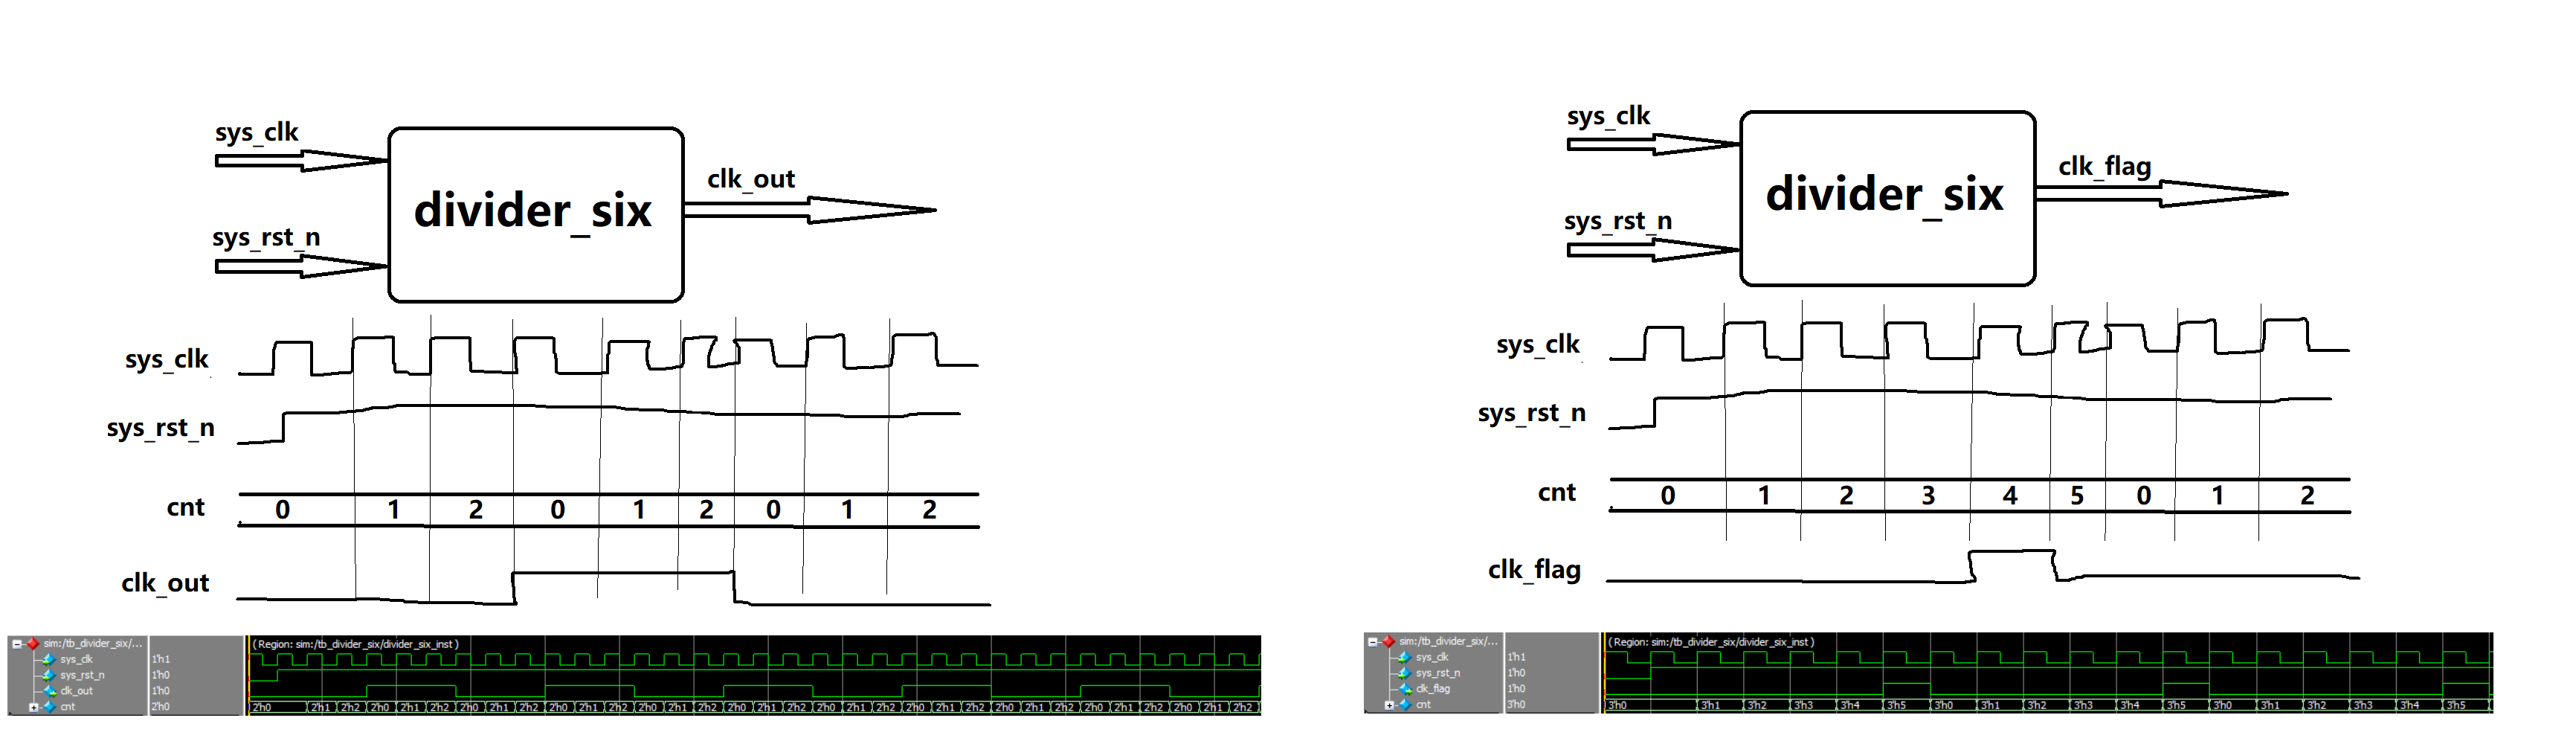 sys_clk
sys_rst_n
divider_six
clk_out
sys_clk
sys_rst_n
cnt 0 1 2 0 1 2 0 1 2
clk_out
sim:/tb_divider_six/... (Region: sim:/tb_divider_six/divider_six_inst )
sys_clk 1'h1
sys_rst_n 1'h0
clk_out 1'h0
cnt 2'h0 2'h0 2'h1 2'h2 2'h0 2'h1 2'h2 2'h0 2'h1 2'h2 2'h0 2'h1 2'h2 2'h0 2'h1 2'h2 2'h0 2'h1 2'h2 2'h0 2'h1 2'h2 2'h0 2'h1 2'h2 2'h0 2'h1 2'h2 2'h0 2'h1 2'h2 2'h0 2'h1 2'h2
sys_clk
sys_rst_n
divider_six
clk_flag
sys_clk
sys_rst_n
cnt 0 1 2 3 4 5 0 1 2
clk_flag
sim:/tb_divider_six/... (Region: sim:/tb_divider_six/divider_six_inst )
sys_clk 1'h1
sys_rst_n 1'h0
clk_flag 1'h0
cnt 3'h0 3'h0 3'h1 3'h2 3'h3 3'h4 3'h5 3'h0 3'h1 3'h2 3'h3 3'h4 3'h5 3'h0 3'h1 3'h2 3'h3 3'h4 3'h5